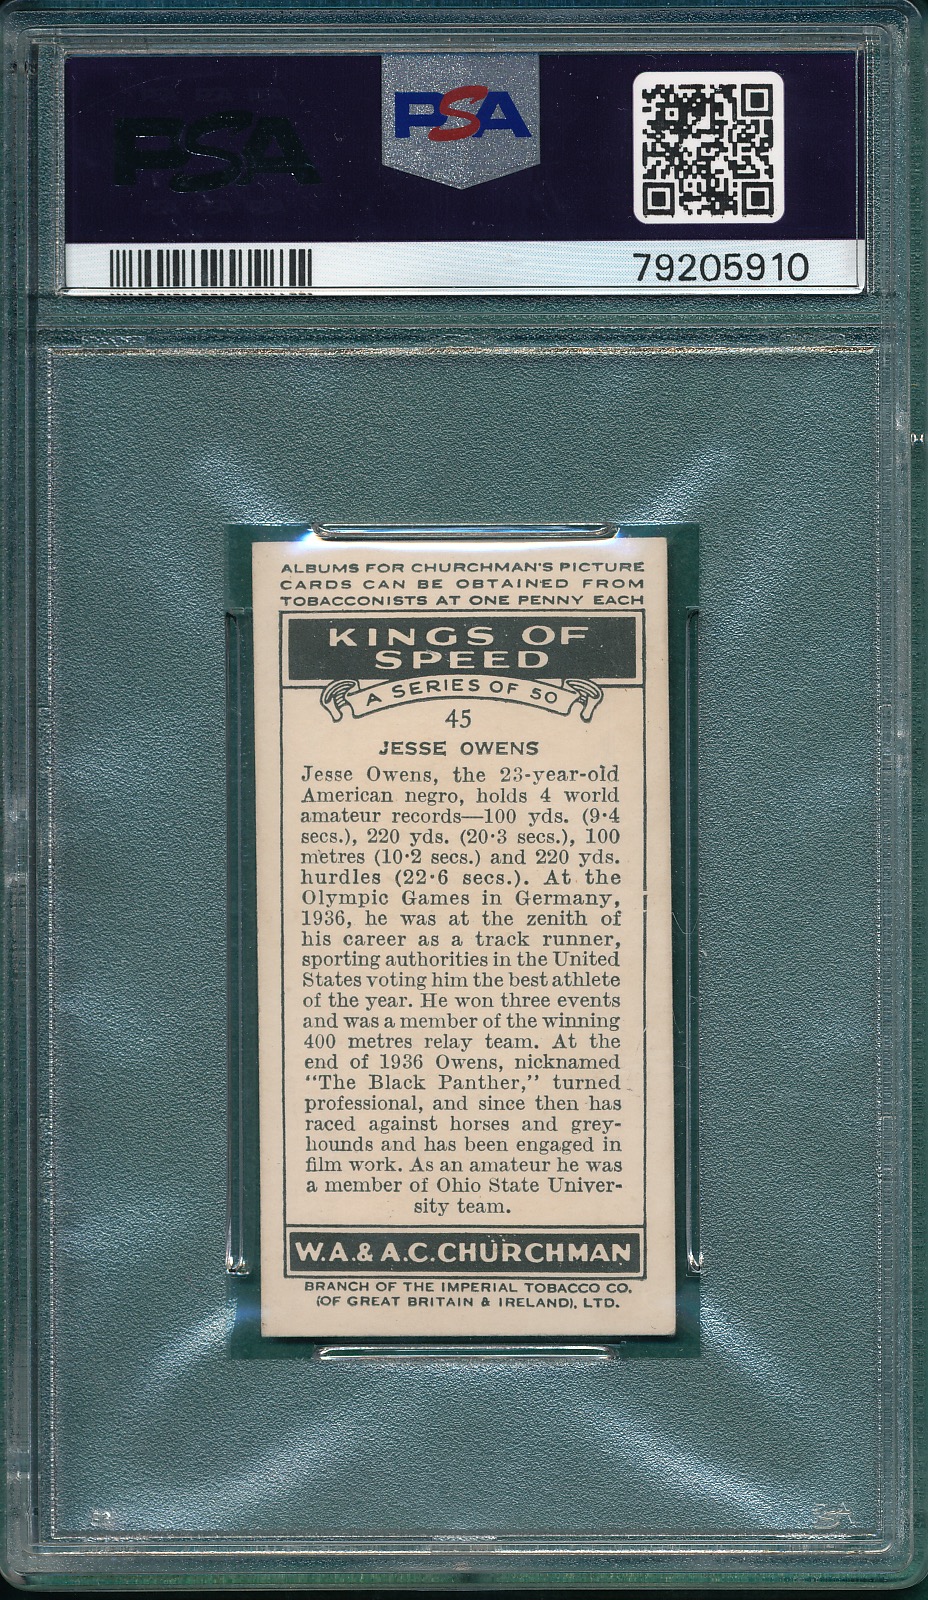 PSA
PSA
79205910
ALBUMS FOR CHURCHMAN'S PICTURE
CARDS CAN BE OBTAINED FROM
TOBACCONISTS AT ONE PENNY EACH
KINGS OF
SPEED
A SERIES OF 50
45
JESSE OWENS
Jesse Owens, the 23-year-old
American negro, holds 4 world
amateur records—100 yds. (9·4
secs.), 220 yds. (20·3 secs.), 100
metres (10·2 secs.) and 220 yds.
hurdles (22·6 secs.). At the
Olympic Games in Germany,
1936, he was at the zenith of
his career as a track runner,
sporting authorities in the United
States voting him the best athlete
of the year. He won three events
and was a member of the winning
400 metres relay team. At the
end of 1936 Owens, nicknamed
"The Black Panther," turned
professional, and since then has
raced against horses and grey-
hounds and has been engaged in
film work. As an amateur he was
a member of Ohio State Univer-
sity team.
W.A. & A.C. CHURCHMAN
BRANCH OF THE IMPERIAL TOBACCO CO.
(OF GREAT BRITAIN & IRELAND), LTD.
PSA